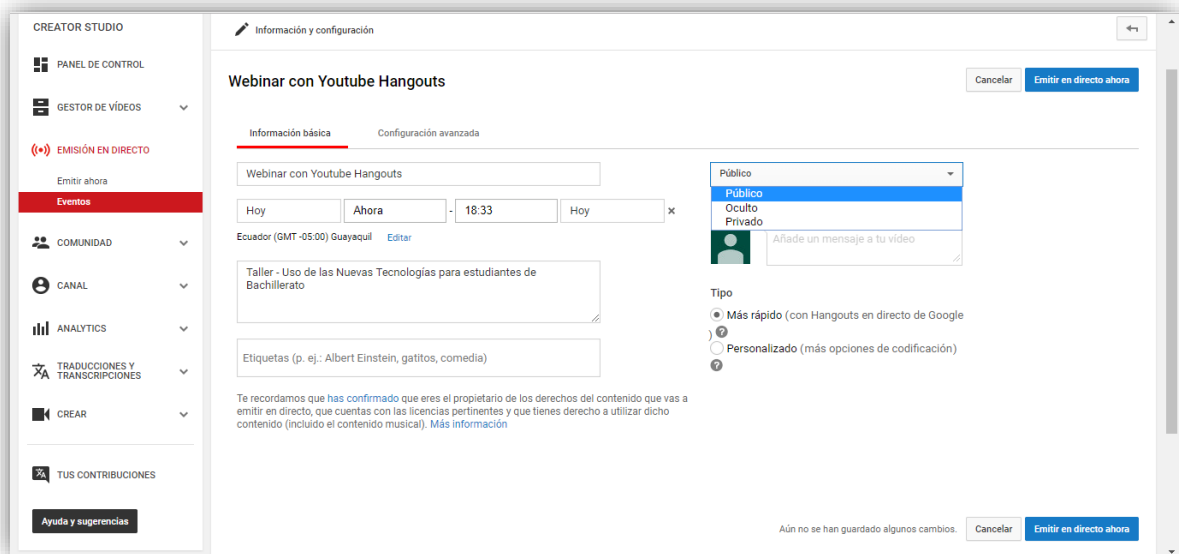 CREATOR STUDIO
PANEL DE CONTROL
GESTOR DE VÍDEOS
EMISIÓN EN DIRECTO
Emitir ahora
Eventos
COMUNIDAD
CANAL
ANALYTICS
TRADUCCIONES Y
TRANSCRIPCIONES
CREAR
TUS CONTRIBUCIONES
Ayuda y sugerencias
Información y configuración
Webinar con Youtube Hangouts
Cancelar
Emitir en directo ahora
Información básica
Configuración avanzada
Webinar con Youtube Hangouts
Hoy
Ahora
-
18:33
Hoy
×
Ecuador (GMT -05:00) Guayaquil
Editar
Taller - Uso de las Nuevas Tecnologías para estudiantes de
Bachillerato
Etiquetas (p. ej.: Albert Einstein, gatitos, comedia)
Te recordamos que has confirmado que eres el propietario de los derechos del contenido que vas a
emitir en directo, que cuentas con las licencias pertinentes y que tienes derecho a utilizar dicho
contenido (incluido el contenido musical). Más información
Público
Público
Oculto
Privado
Añade un mensaje a tu vídeo
Tipo
Más rápido (con Hangouts en directo de Google
) ?
Personalizado (más opciones de codificación)
?
Aún no se han guardado algunos cambios.
Cancelar
Emitir en directo ahora